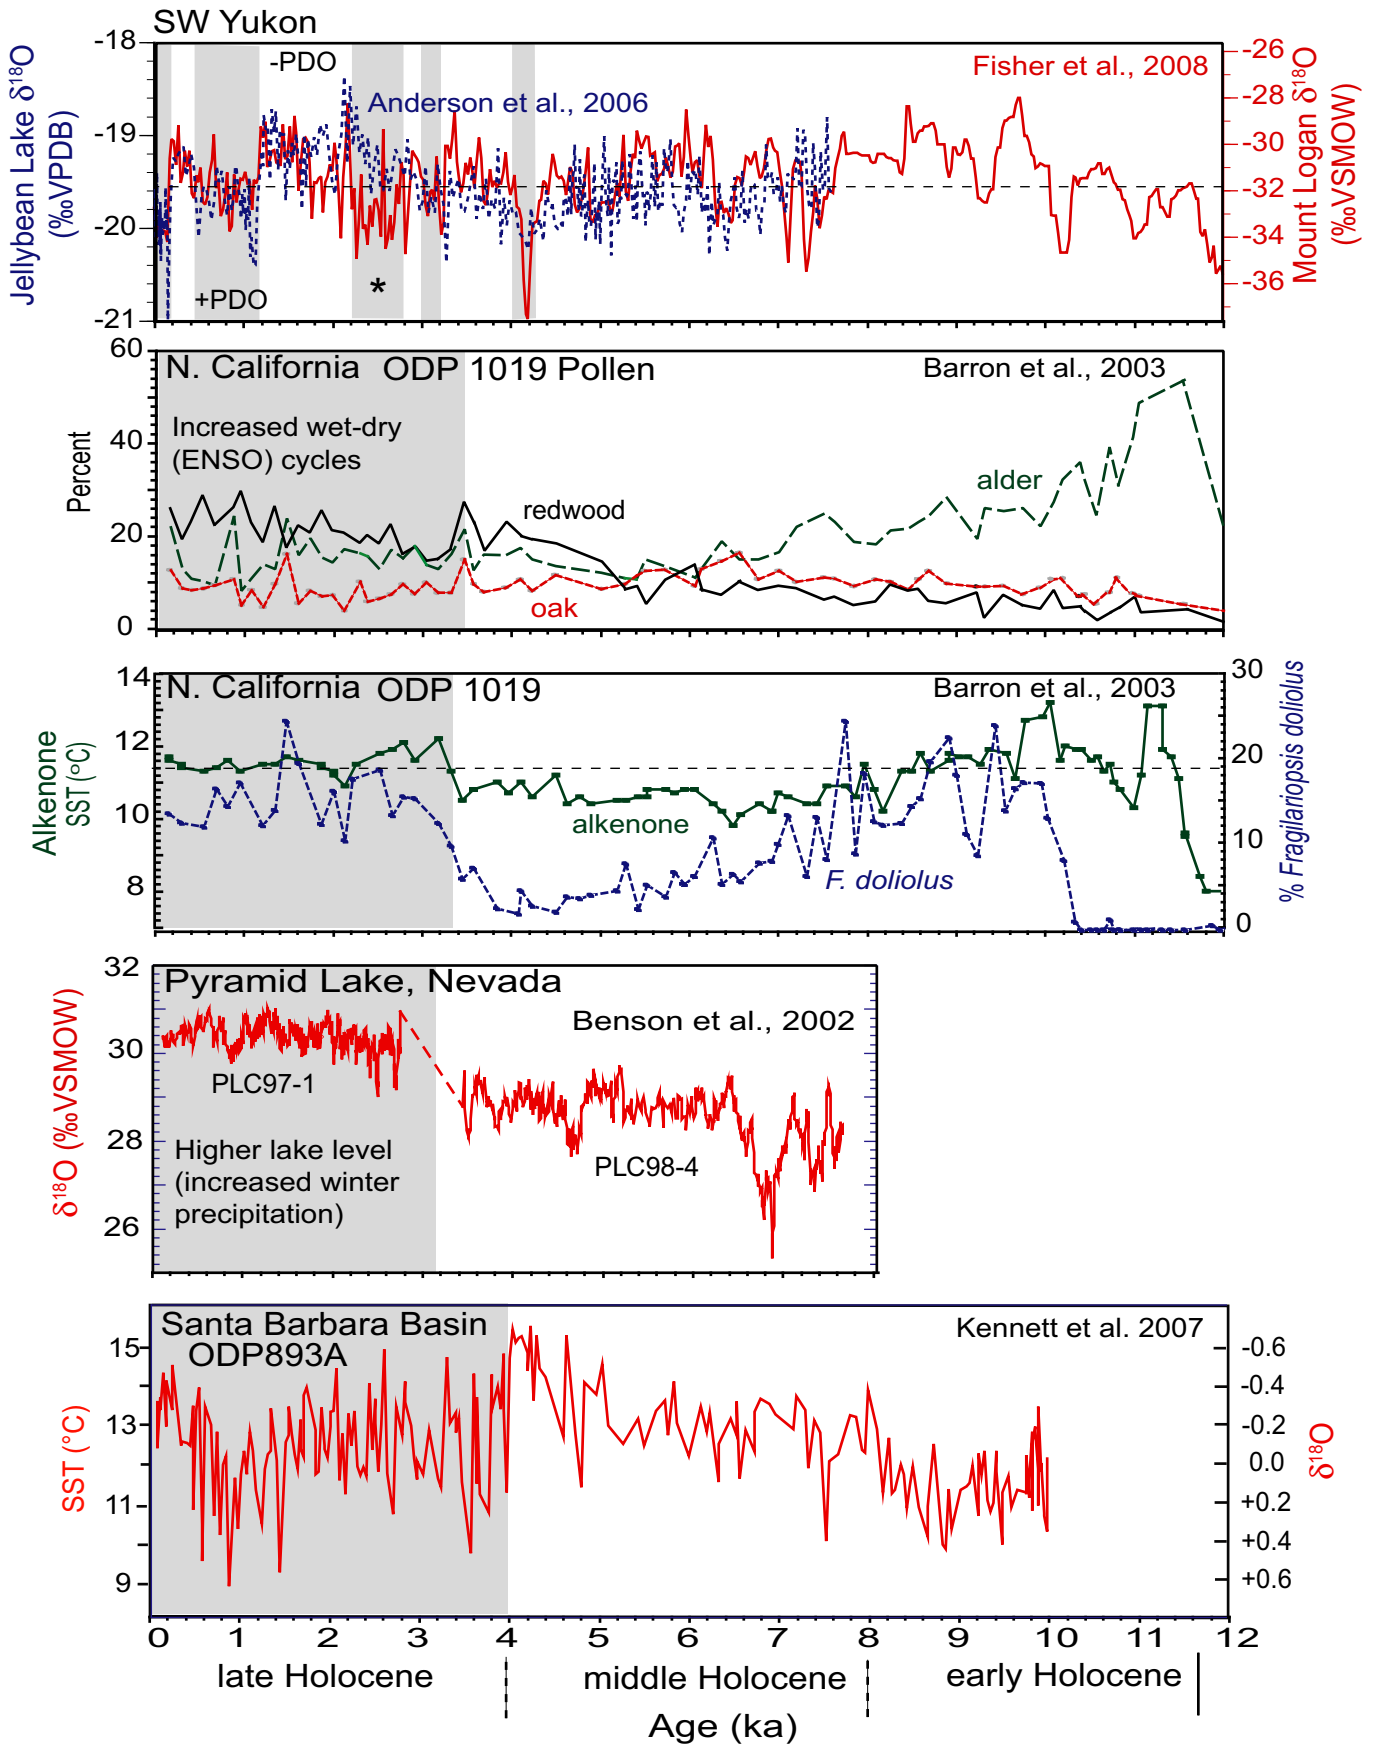 SW Yukon
Jellybean Lake δ18O
(‰VPDB)
-18
-19
-20
-21
-PDO
Anderson et al., 2006
Fisher et al., 2008
+PDO
*
-26
-28
-30
-32
-34
-36
Mount Logan δ18O
(‰VSMOW)
N. California ODP 1019 Pollen
Barron et al., 2003
Percent
60
40
20
0
Increased wet-dry
(ENSO) cycles
redwood
alder
oak
N. California ODP 1019
Barron et al., 2003
Alkenone
SST (°C)
14
12
10
8
alkenone
F. doliolus
30
20
10
0
% Fragilariopsis doliolus
Pyramid Lake, Nevada
Benson et al., 2002
δ18O (‰VSMOW)
32
30
28
26
PLC97-1
PLC98-4
Higher lake level
(increased winter
precipitation)
Santa Barbara Basin
ODP893A
Kennett et al. 2007
SST (°C)
15
13
11
9
-0.6
-0.4
-0.2
0.0
+0.2
+0.4
+0.6
δ18O
0 1 2 3 4 5 6 7 8 9 10 11 12
late Holocene middle Holocene early Holocene
Age (ka)